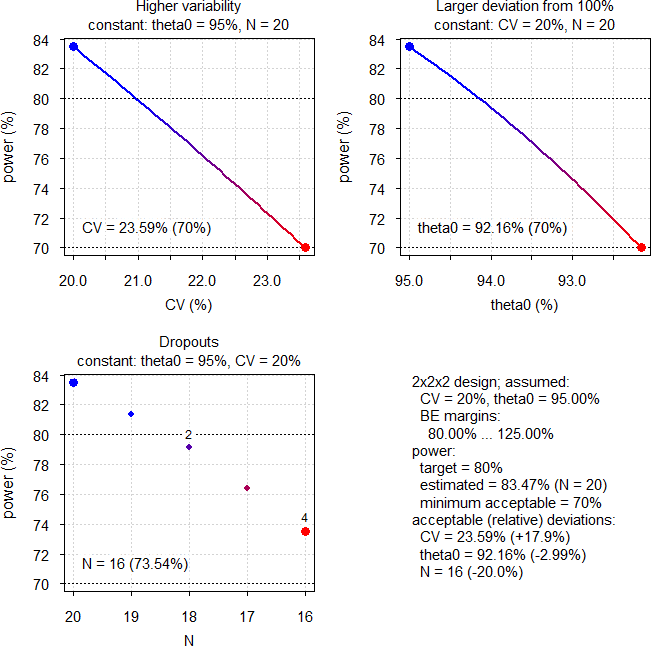 Higher variability
constant: theta0 = 95%, N = 20
84
82
80
78
76
74
72
70
power (%)
CV = 23.59% (70%)
20.0 21.0 22.0 23.0
CV (%)
Larger deviation from 100%
constant: CV = 20%, N = 20
84
82
80
78
76
74
72
70
power (%)
theta0 = 92.16% (70%)
95.0 94.0 93.0
theta0 (%)
Dropouts
constant: theta0 = 95%, CV = 20%
84
82
80
78
76
74
72
70
power (%)
2
4
N = 16 (73.54%)
20 19 18 17 16
N
2x2x2 design; assumed:
CV = 20%, theta0 = 95.00%
BE margins:
80.00% ... 125.00%
power:
target = 80%
estimated = 83.47% (N = 20)
minimum acceptable = 70%
acceptable (relative) deviations:
CV = 23.59% (+17.9%)
theta0 = 92.16% (-2.99%)
N = 16 (-20.0%)